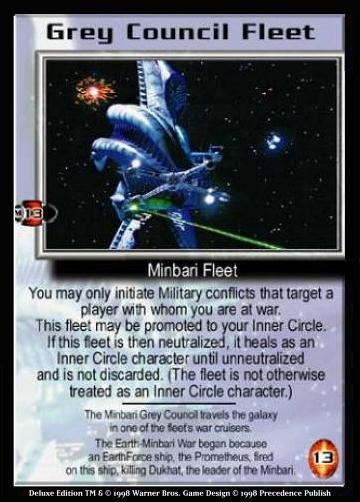 Grey Council Fleet
M 13
Minbari Fleet
You may only initiate Military conflicts that target a
player with whom you are at war.
This fleet may be promoted to your Inner Circle.
If this fleet is then neutralized, it heals as an
Inner Circle character until unneutralized
and is not discarded. (The fleet is not otherwise
treated as an Inner Circle character.)
The Minbari Grey Council travels the galaxy
in one of the fleet's war cruisers.
The Earth-Minbari War began because
an EarthForce ship, the Prometheus, fired
on this ship, killing Dukhat, the leader of the Minbari.
13
Deluxe Edition TM & © 1998 Warner Bros. Game Design © 1998 Precedence Publish